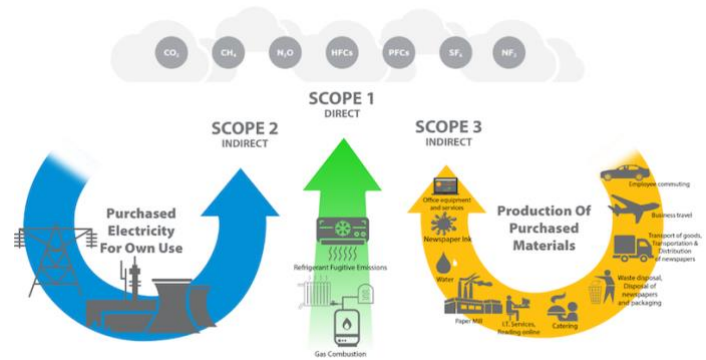 CO₂ CH₄ N₂O HFCs PFCs SF₆ NF₃
SCOPE 1
DIRECT
SCOPE 2
INDIRECT
SCOPE 3
INDIRECT
Purchased
Electricity
For Own Use
Refrigerant Fugitive Emissions
Gas Combustion
Office equipment
and services
Newspaper Ink
Water
Paper Mill
I.T. Services,
Reading online
Catering
Production Of
Purchased
Materials
Employee commuting
Business travel
Transport of goods,
Transportation &
Distribution
of newspapers
Waste disposal,
Disposal of
newspapers
and packaging